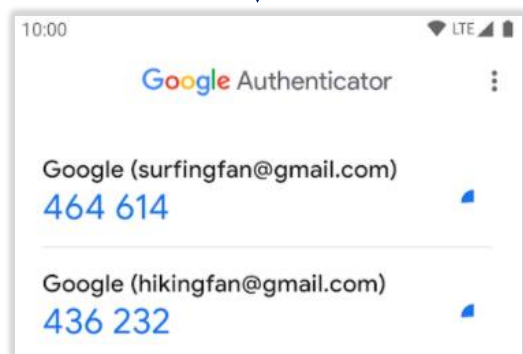 10:00 LTE
Google Authenticator
Google (surfingfan@gmail.com)
464 614
Google (hikingfan@gmail.com)
436 232